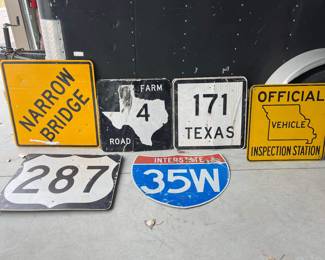 NARROW
BRIDGE
FARM
4
ROAD
171
TEXAS
OFFICIAL
VEHICLE
INSPECTION STATION
287
INTERSTATE
35W